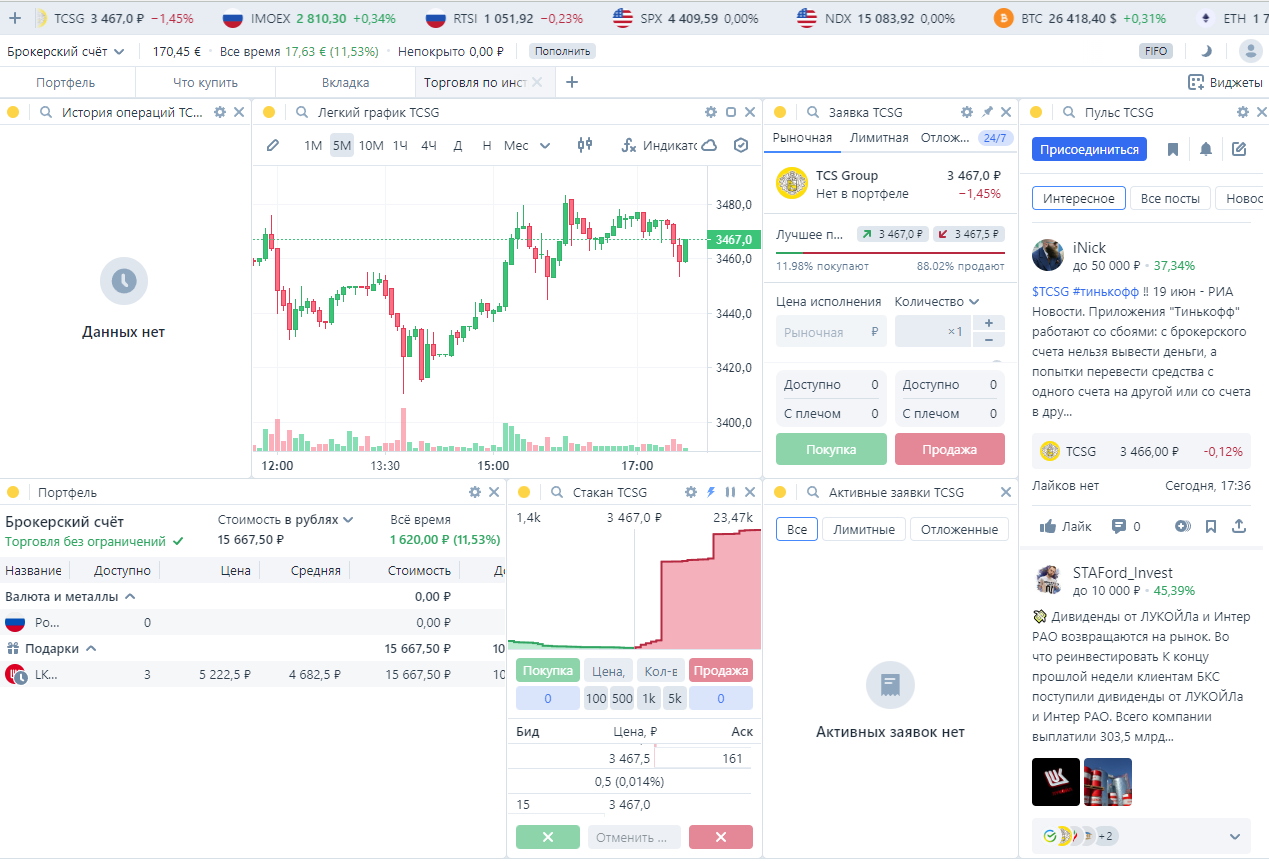 TCSG 3 467,0 ₽ −1,45% IMOEX 2 810,30 +0,34% RTSI 1 051,92 −0,23% SPX 4 409,59 0,00% NDX 15 083,92 0,00% BTC 26 418,40 $ +0,31% ETH 1 7
Брокерский счёт 170,45 € · Все время 17,63 € (11,53%) · Непокрыто 0,00 ₽ Пополнить FIFO
Портфель Что купить Вкладка Торговля по инст Виджеты
История операций TC...
Данных нет
Легкий график TCSG
1М 5М 10М 1Ч 4Ч Д Н Мес Индикатo
3480,0
3467,0
3460,0
3440,0
3420,0
3400,0
12:00 13:30 15:00 17:00
Заявка TCSG
Рыночная Лимитная Отлож... 24/7
TCS Group 3 467,0 ₽
Нет в портфеле −1,45%
Лучшее п... 3 467,0 ₽ 3 467,5 ₽
11.98% покупают 88.02% продают
Цена исполнения Количество
Рыночная ₽ ×1 + −
Доступно 0 Доступно 0
С плечом 0 С плечом 0
Покупка Продажа
Пульс TCSG
Присоединиться
Интересное Все посты Новос
iNick
до 50 000 ₽ · 37,34%
$TCSG #тинькофф ‼ 19 июн - РИА
Новости. Приложения "Тинькофф"
работают со сбоями: с брокерского
счета нельзя вывести деньги, а
попытки перевести средства с
одного счета на другой или со счета
в дру...
TCSG 3 466,00 ₽ -0,12%
Лайков нет Сегодня, 17:36
Лайк 0
STAFord_Invest
до 10 000 ₽ · 45,39%
Дивиденды от ЛУКОЙЛа и Интер
РАО возвращаются на рынок. Во
что реинвестировать К концу
прошлой недели клиентам БКС
поступили дивиденды от ЛУКОЙЛа
и Интер РАО. Всего компании
выплатили 303,5 млрд...
+2
Портфель
Брокерский счёт Стоимость в рублях Всё время
Торговля без ограничений 15 667,50 ₽ 1 620,00 ₽ (11,53%)
Название Доступно Цена Средняя Стоимость До
Валюта и металлы 0,00 ₽
Ро... 0 0,00 ₽
Подарки 15 667,50 ₽ 10
LK... 3 5 222,5 ₽ 4 682,5 ₽ 15 667,50 ₽ 10
Стакан TCSG
1,4k 3 467,0 ₽ 23,47k
Покупка Цена, Кол-в Продажа
0 100 500 1k 5k 0
Бид Цена, ₽ Аск
3 467,5 161
0,5 (0,014%)
15 3 467,0
Отменить ...
Активные заявки TCSG
Все Лимитные Отложенные
Активных заявок нет